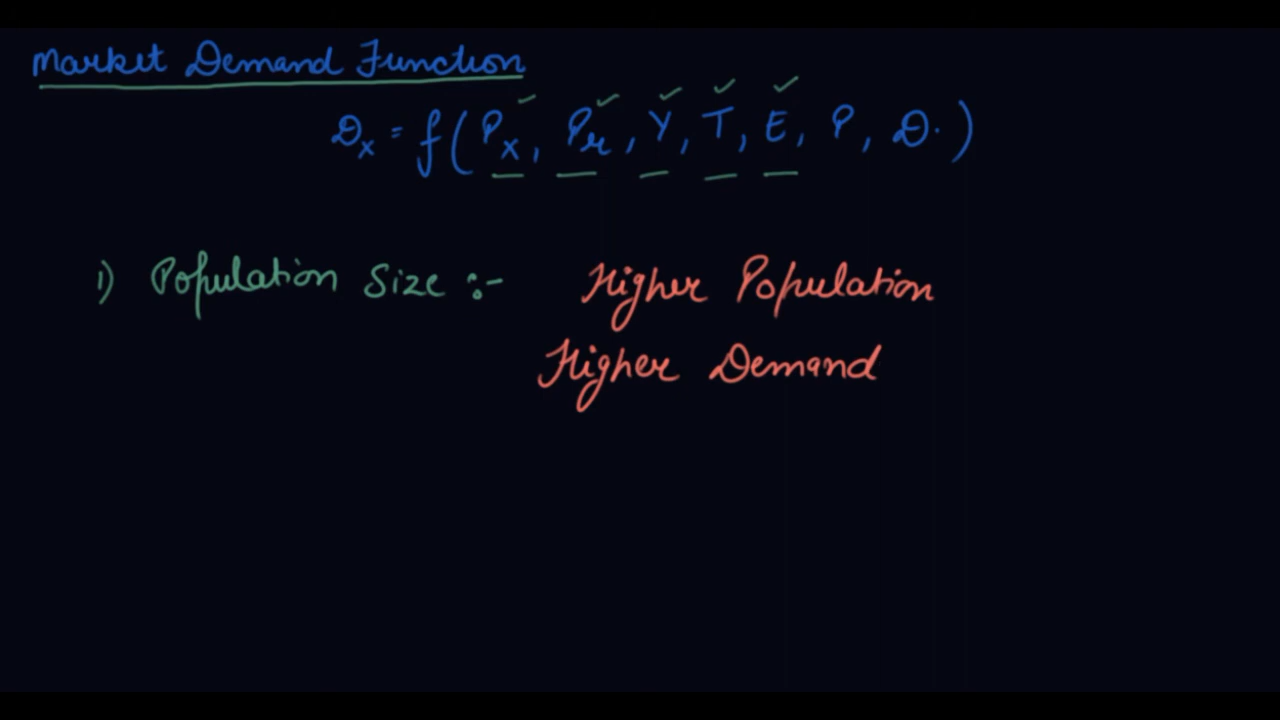 Market Demand Function
Dx = f(Px, Pr, Y, T, E, P, D.)
1) Population Size :- Higher Population
Higher Demand